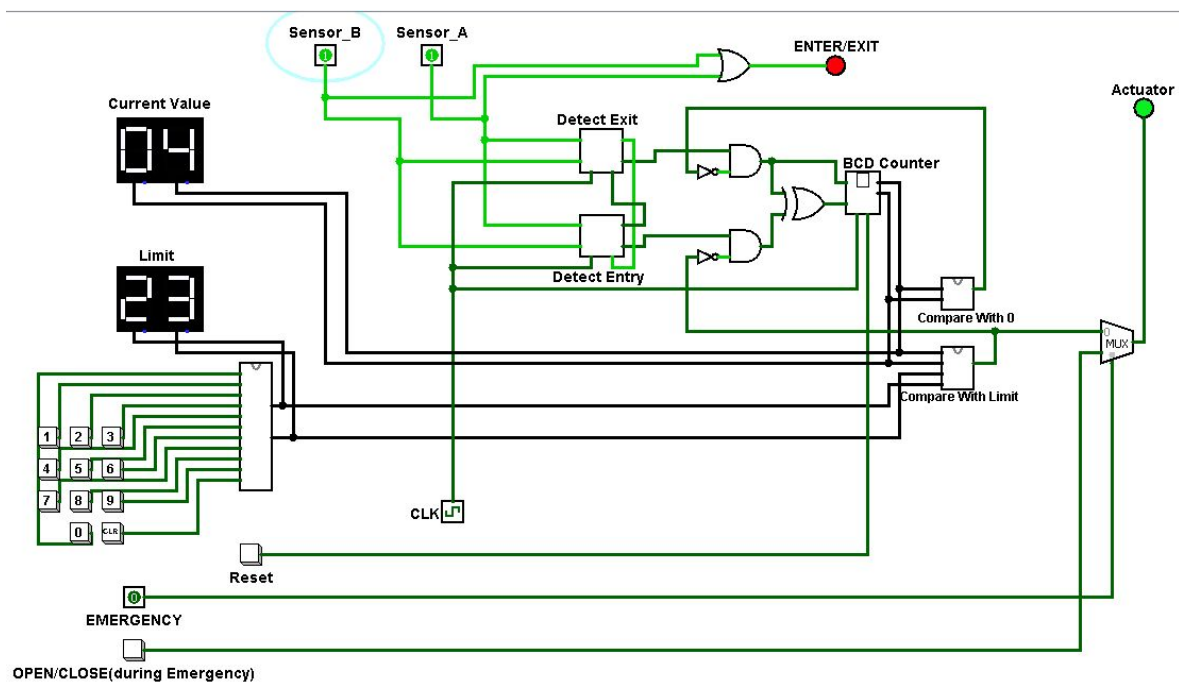 Sensor_B
Sensor_A
ENTER/EXIT
Actuator
Current Value
04
Detect Exit
BCD Counter
Limit
23
Detect Entry
Compare With 0
0
MUX
Compare With Limit
1 2 3
4 5 6
7 8 9
0 CLR
CLK
Reset
0
EMERGENCY
OPEN/CLOSE(during Emergency)